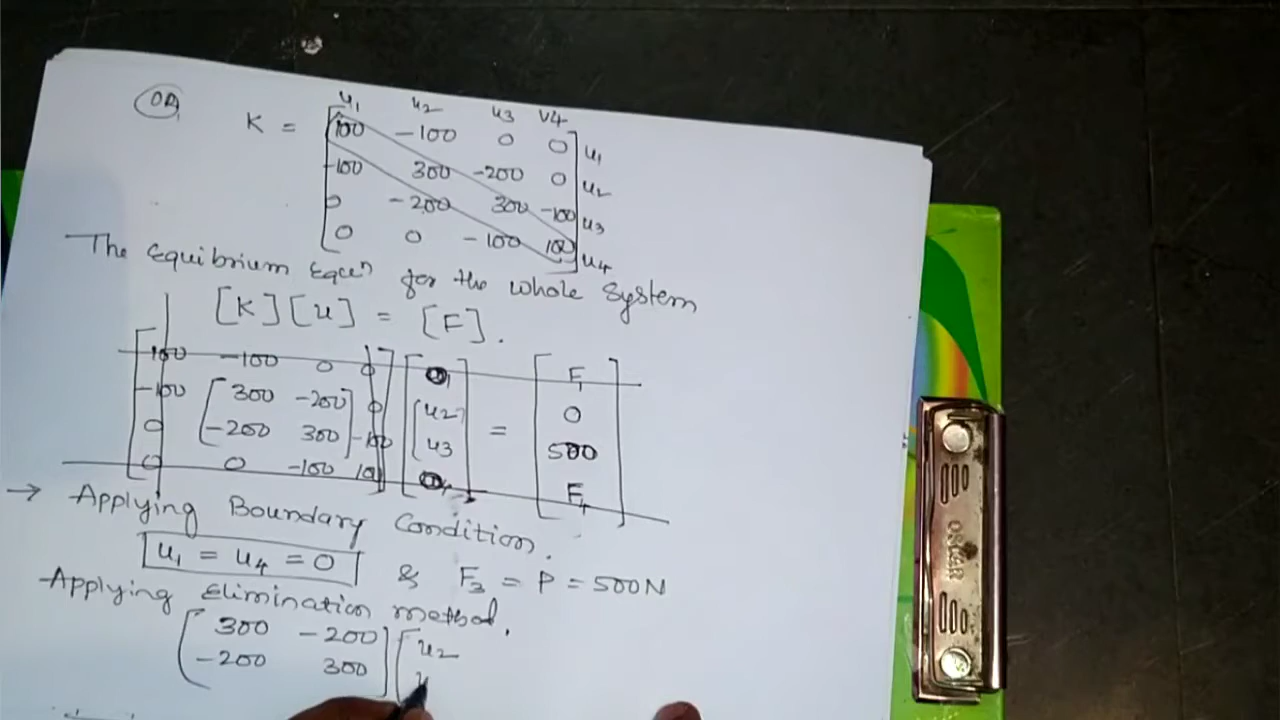 OR,
u1 u2 u3 u4
K = [100 -100 0 0] u1
-100 300 -200 0 u2
0 -200 300 -100 u3
0 0 -100 100 u4
The Equibrium Eque^n for the whole System
[K][u] = [F].
100 -100 0 0 F1
-100 300 -200 0 u2 0
0 -200 300 -100 u3 = 500
0 0 -100 100 F4
→ Applying Boundary Condition.
u1 = u4 = 0 & F3 = P = 500N
Applying Elimination method.
300 -200 u2
-200 300
OSKAR